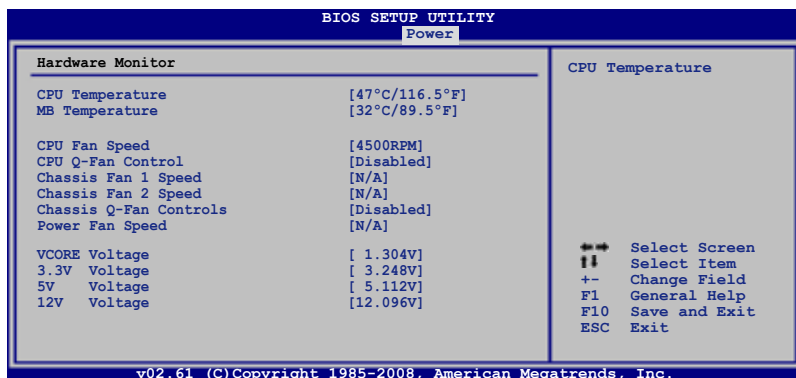 BIOS SETUP UTILITY
Power
Hardware Monitor
CPU Temperature [47°C/116.5°F]
MB Temperature [32°C/89.5°F]
CPU Fan Speed [4500RPM]
CPU Q-Fan Control [Disabled]
Chassis Fan 1 Speed [N/A]
Chassis Fan 2 Speed [N/A]
Chassis Q-Fan Controls [Disabled]
Power Fan Speed [N/A]
VCORE Voltage [ 1.304V]
3.3V Voltage [ 3.248V]
5V Voltage [ 5.112V]
12V Voltage [12.096V]
CPU Temperature
Select Screen
Select Item
+- Change Field
F1 General Help
F10 Save and Exit
ESC Exit
v02.61 (C)Copyright 1985-2008, American Megatrends, Inc.